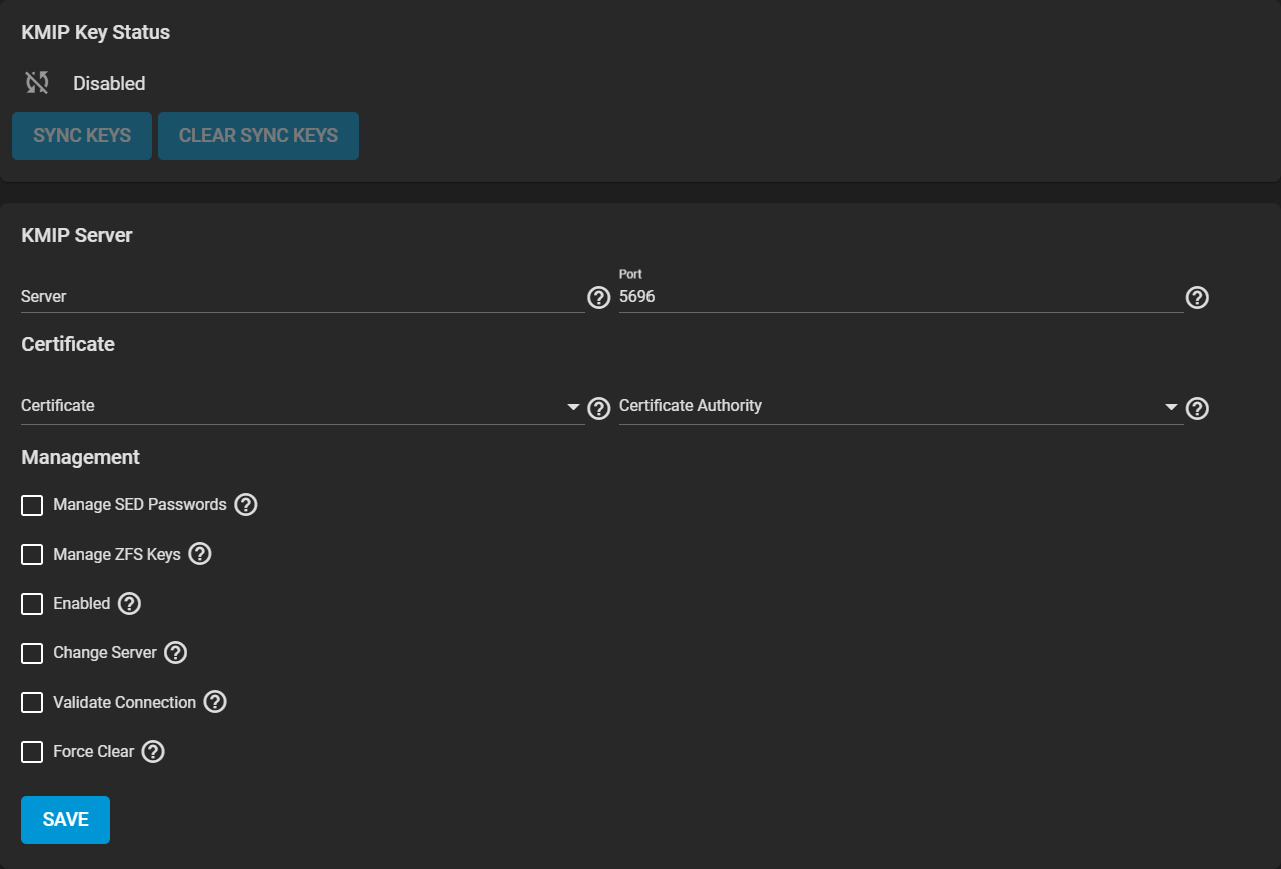 KMIP Key Status
Disabled
SYNC KEYS CLEAR SYNC KEYS
KMIP Server
Port
Server 5696
Certificate
Certificate Certificate Authority
Management
Manage SED Passwords
Manage ZFS Keys
Enabled
Change Server
Validate Connection
Force Clear
SAVE